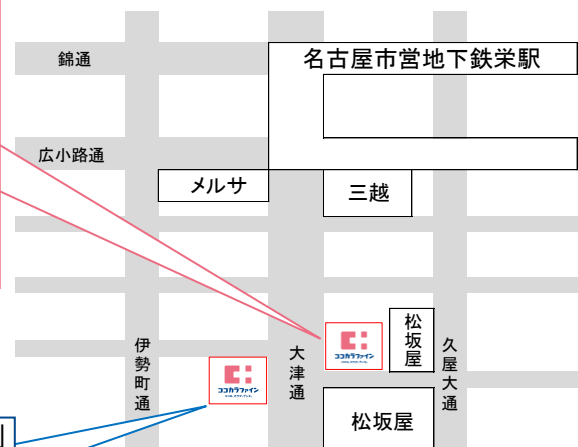 錦通
名古屋市営地下鉄栄駅
広小路通
メルサ
三越
伊勢町通
大津通
久屋大通
ココカラファイン
松坂屋
ココカラファイン
松坂屋